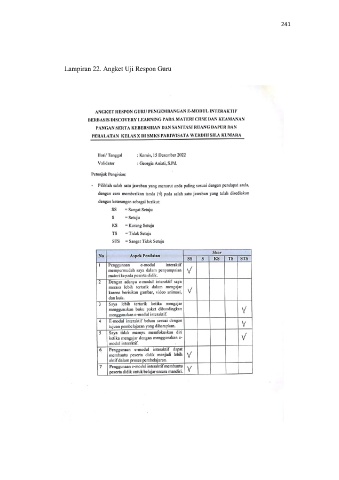 241
Lampiran 22. Angket Uji Respon Guru
ANGKET RESPON GURU PENGEMBANGAN E-MODUL INTERAKTIF
BERBASIS DISCOVERY LEARNING PADA MATERI CHSE DAN KEAMANAN
PANGAN SERTA KEBERSIHAN DAN SANITASI RUANG DAPUR DAN
PERALATAN KELAS X DI SMKS PARIWISATA WERDHI SILA KUMARA
Hari/ Tanggal : Kamis, 15 Desember 2022
Validator : Georgia Aniati, S.Pd.
Petunjuk Pengisian:
- Pilihlah salah satu jawaban yang menurut anda paling sesuai dengan pendapat anda,
dengan cara memberikan tanda (√) pada salah satu jawaban yang telah disediakan
dengan keterangan sebagai berikut:
SS = Sangat Setuju
S = Setuju
KS = Kurang Setuju
TS = Tidak Setuju
STS = Sangat Tidak Setuju
No Aspek Penilaian Skor
SS S KS TS STS
1 Penggunaan e-modul interaktif
mempermudah saya dalam penyampaian
materi kepada peserta didik. √
2 Dengan adanya e-modul interaktif saya
merasa lebih tertarik dalam mengajar
karena berisikan gambar, video animasi,
dan kuis. √
3 Saya lebih tertarik ketika mengajar
menggunakan buku paket dibandingkan
menggunakan e-modul interaktif. √
4 E-modul interaktif belum sesuai dengan
tujuan pembelajaran yang diharapkan. √
5 Saya tidak mampu memfokuskan diri
ketika mengajar dengan menggunakan e-
modul interaktif. √
6 Penggunaan e-modul interaktif dapat
membantu peserta didik menjadi lebih
aktif dalam proses pembelajaran. √
7 Penggunaan e-modul interaktif membantu
peserta didik untuk belajar secara mandiri. √